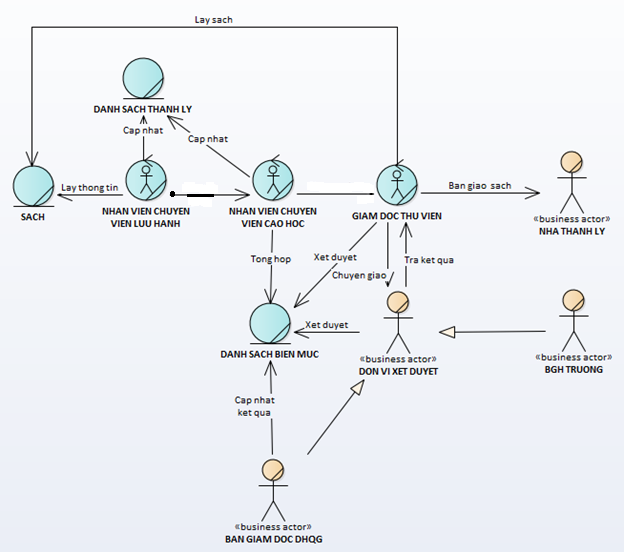 Lay sach
DANH SACH THANH LY
Cap nhat
Cap nhat
Lay thong tin
Ban giao sach
SACH
NHAN VIEN CHUYEN
VIEN LUU HANH
NHAN VIEN CHUYEN
VIEN CAO HOC
GIAM DOC THU VIEN
«business actor»
NHA THANH LY
Tong hop
Xet duyet
Chuyen giao
Tra ket qua
Xet duyet
DANH SACH BIEN MUC
«business actor»
DON VI XET DUYET
«business actor»
BGH TRUONG
Cap nhat
ket qua
«business actor»
BAN GIAM DOC DHQG